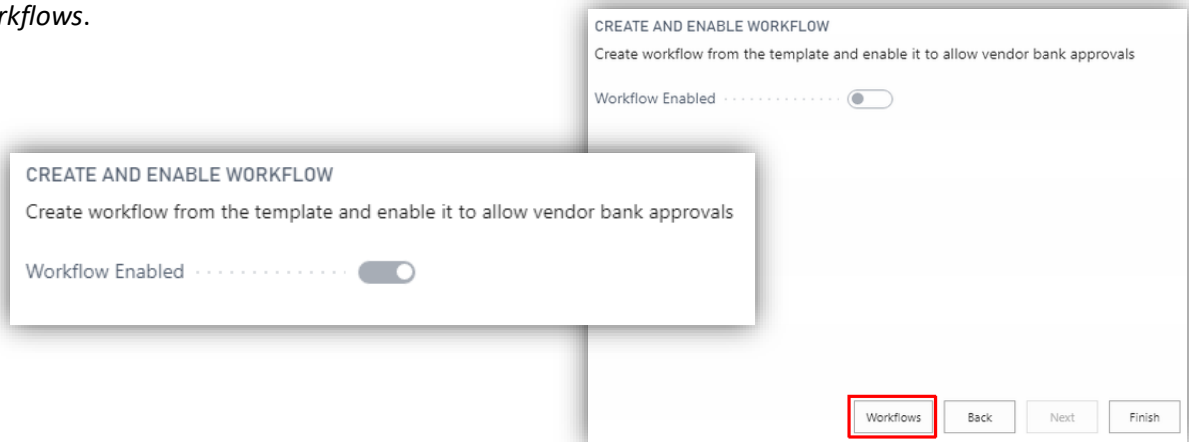 rkflows.
CREATE AND ENABLE WORKFLOW
Create workflow from the template and enable it to allow vendor bank approvals
Workflow Enabled
CREATE AND ENABLE WORKFLOW
Create workflow from the template and enable it to allow vendor bank approvals
Workflow Enabled
Workflows Back Next Finish